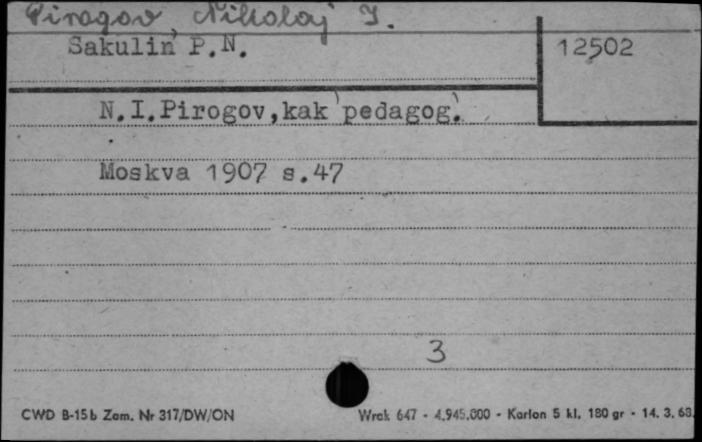 Pirogov, Nikolaj I.
Sakulin P.N.
12502
N.I.Pirogov,kak pedagog.
Moskva 1907 s.47
3
CWD B-15b Zam. Nr 317/DW/ON
Wrak 647 - 4.945.000 - Karton 5 kl. 180 gr - 14. 3. 63.